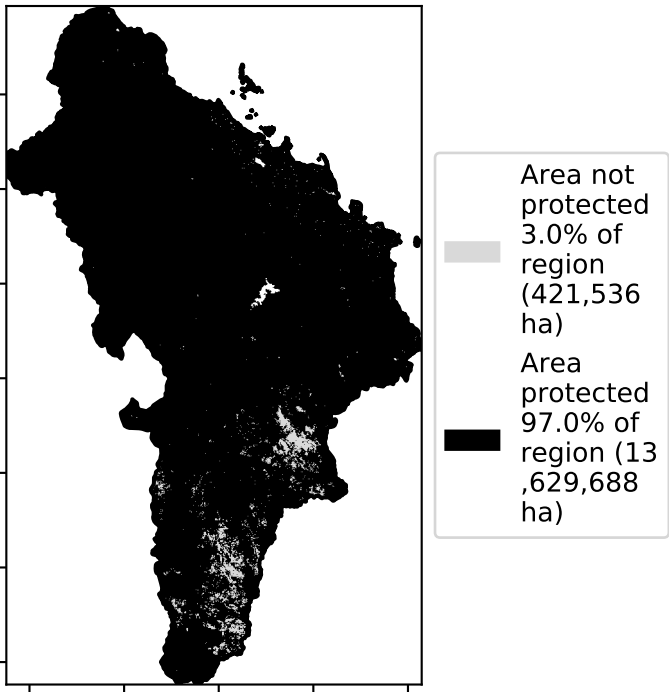 Area not
protected
3.0% of
region
(421,536
ha)
Area
protected
97.0% of
region (13
,629,688
ha)